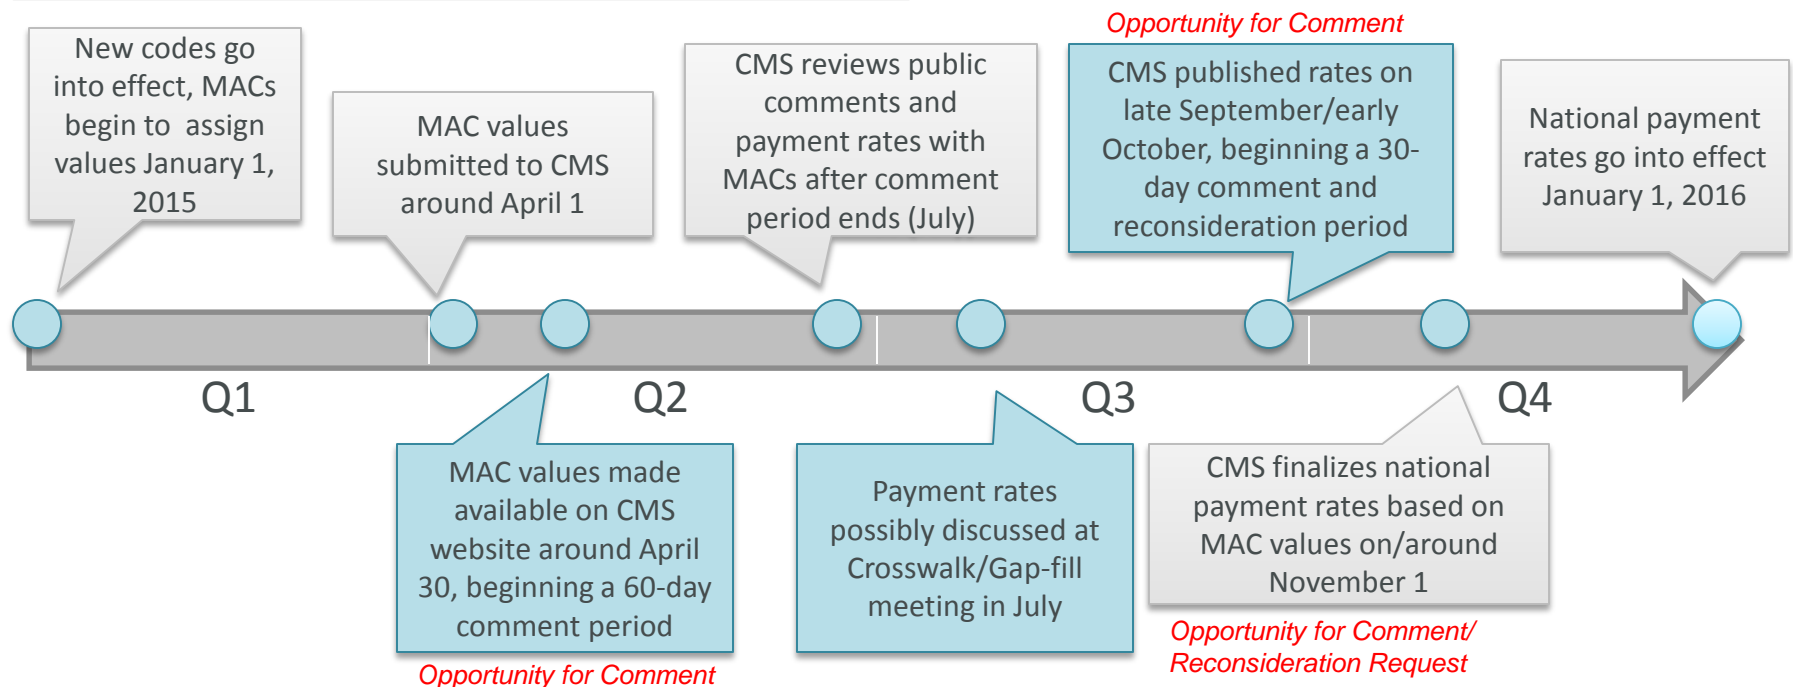 New codes go
into effect, MACs
begin to assign
values January 1,
2015
MAC values
submitted to CMS
around April 1
CMS reviews public
comments and
payment rates with
MACs after comment
period ends (July)
Opportunity for Comment
CMS published rates on
late September/early
October, beginning a 30-
day comment and
reconsideration period
National payment
rates go into effect
January 1, 2016
Q1
Q2
Q3
Q4
MAC values made
available on CMS
website around April
30, beginning a 60-day
comment period
Opportunity for Comment
Payment rates
possibly discussed at
Crosswalk/Gap-fill
meeting in July
CMS finalizes national
payment rates based on
MAC values on/around
November 1
Opportunity for Comment/
Reconsideration Request